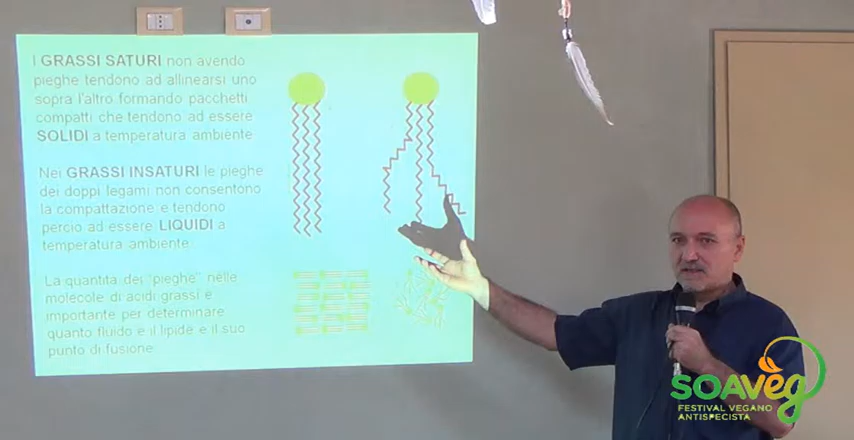 I GRASSI SATURI non avendo
pieghe tendono ad allinearsi uno
sopra l'altro formando pacchetti
compatti che tendono ad essere
SOLIDI a temperatura ambiente
Nei GRASSI INSATURI le pieghe
dei doppi legami non consentono
la compattazione e tendono
percio ad essere LIQUIDI a
temperatura ambiente
La quantita dei "pieghe" nelle
molecole di acidi grassi e
importante per determinare
quanto fluido e il lipide e il suo
punto di fusione
SOAVEG
FESTIVAL VEGANO
ANTISPECISTA